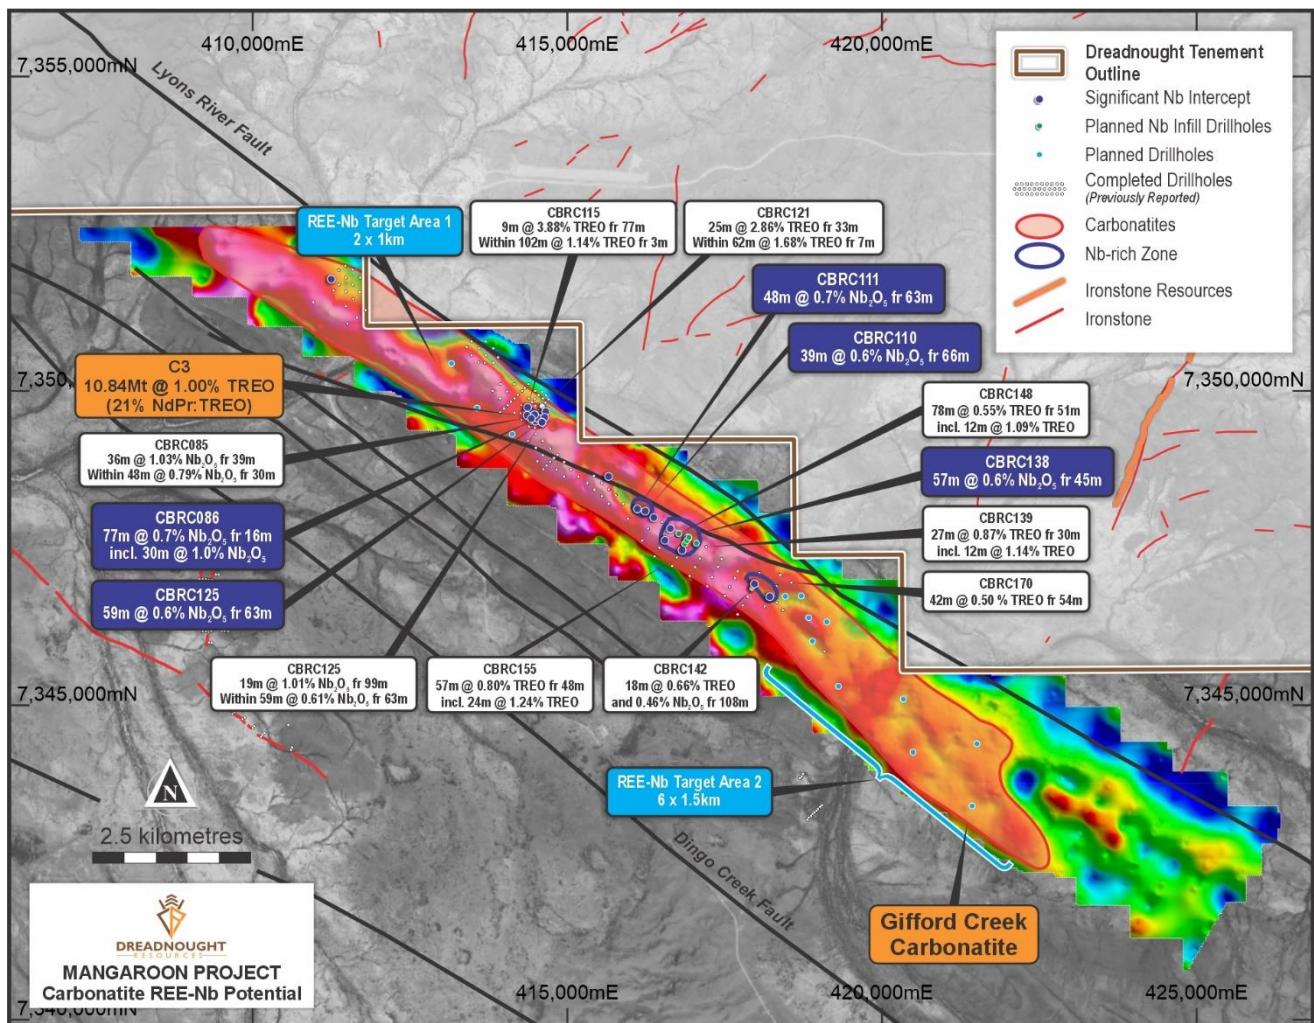 410,000mE
415,000mE
420,000mE
7,355,000mN
Lyons River Fault
Dreadnought Tenement
Outline
Significant Nb Intercept
Planned Nb Infill Drillholes
Planned Drillholes
Completed Drillholes
(Previously Reported)
Carbonatites
Nb-rich Zone
Ironstone Resources
Ironstone
REE-Nb Target Area 1
2 x 1km
CBRC115
9m @ 3.88% TREO fr 77m
Within 102m @ 1.14% TREO fr 3m
CBRC121
25m @ 2.86% TREO fr 33m
Within 62m @ 1.68% TREO fr 7m
CBRC111
48m @ 0.7% Nb₂O₅ fr 63m
CBRC110
39m @ 0.6% Nb₂O₅ fr 66m
7,350,000mN
7,350,000mN
C3
10.84Mt @ 1.00% TREO
(21% NdPr:TREO)
CBRC148
78m @ 0.55% TREO fr 51m
incl. 12m @ 1.09% TREO
CBRC085
36m @ 1.03% Nb₂O₅ fr 39m
Within 48m @ 0.79% Nb₂O₅ fr 30m
CBRC138
57m @ 0.6% Nb₂O₅ fr 45m
CBRC086
77m @ 0.7% Nb₂O₅ fr 16m
incl. 30m @ 1.0% Nb₂O₅
CBRC139
27m @ 0.87% TREO fr 30m
incl. 12m @ 1.14% TREO
CBRC125
59m @ 0.6% Nb₂O₅ fr 63m
CBRC170
42m @ 0.50 % TREO fr 54m
CBRC125
19m @ 1.01% Nb₂O₅ fr 99m
Within 59m @ 0.61% Nb₂O₅ fr 63m
CBRC155
57m @ 0.80% TREO fr 48m
incl. 24m @ 1.24% TREO
CBRC142
18m @ 0.66% TREO
and 0.46% Nb₂O₅ fr 108m
7,345,000mN
7,345,000mN
REE-Nb Target Area 2
6 x 1.5km
N
2.5 kilometres
Dingo Creek Fault
Gifford Creek
Carbonatite
DREADNOUGHT
RESOURCES
MANGAROON PROJECT
Carbonatite REE-Nb Potential
415,000mE
420,000mE
425,000mE
7,340,000mN